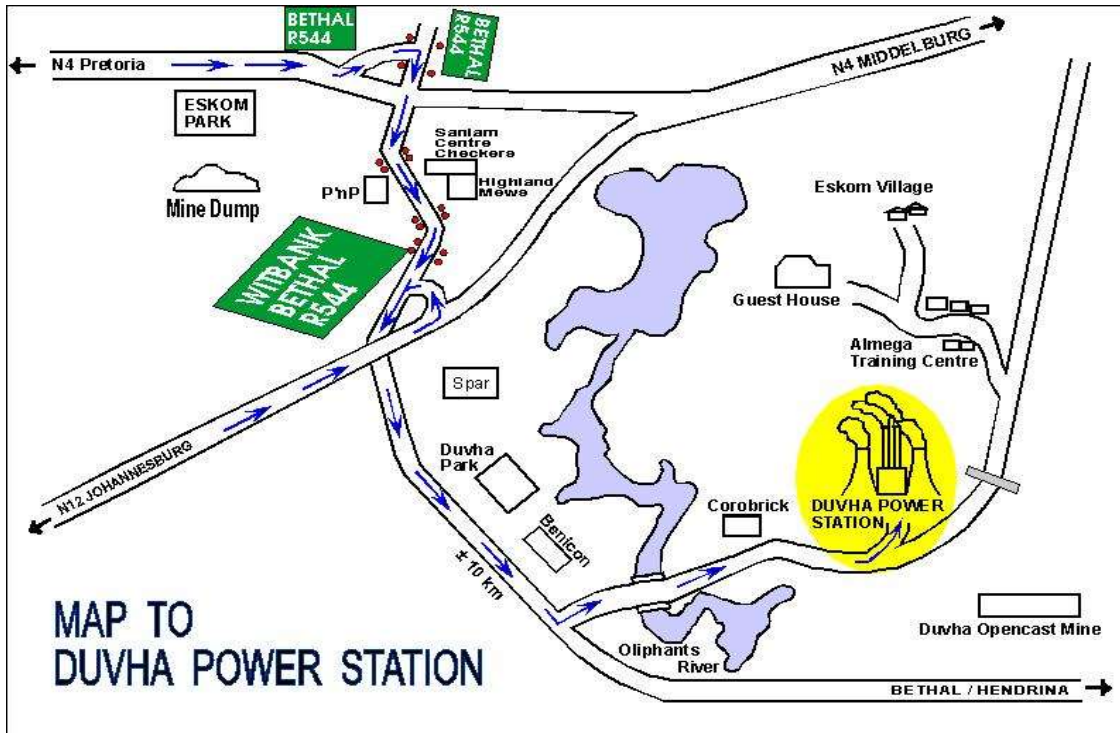 BETHAL
R544
BETHAL
R544
N4 Pretoria
N4 MIDDELBURG
ESKOM
PARK
Sanlam
Centre
Checkers
P'nP
Highland
Mews
Mine Dump
WITBANK
BETHAL
R544
Eskom Village
Guest House
Almega
Training Centre
Spar
Duvha
Park
N12 JOHANNESBURG
Corobrick
DUVHA POWER
STATION
Benicon
± 10 km
MAP TO
DUVHA POWER STATION
Oliphants
River
Duvha Opencast Mine
BETHAL / HENDRINA